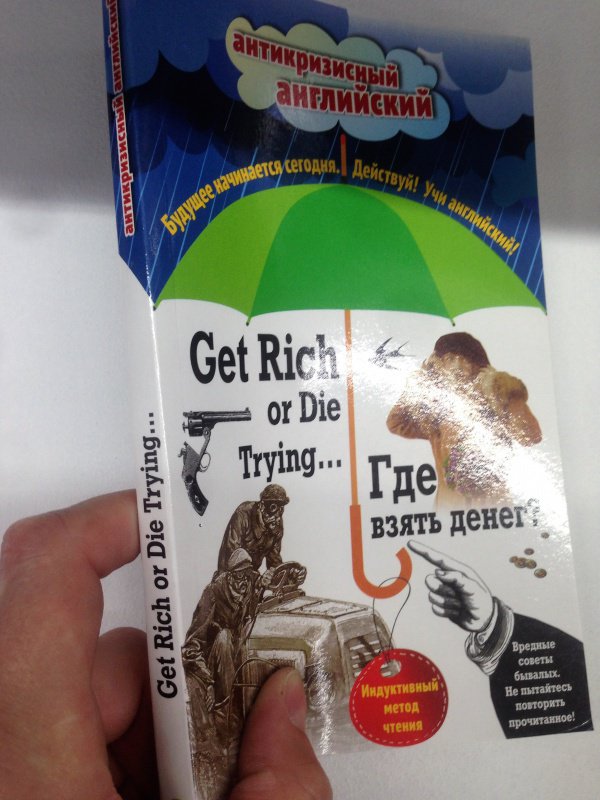 антикризисный
английский
Будущее начинается сегодня. Действуй! Учи английский!
Get Rich
or Die
Trying...
Где
взять денег?..
Индуктивный
метод
чтения
Вредные
советы
бывалых.
Не пытайтесь
повторить
прочитанное!
антикризисный английский
Get Rich or Die Trying...